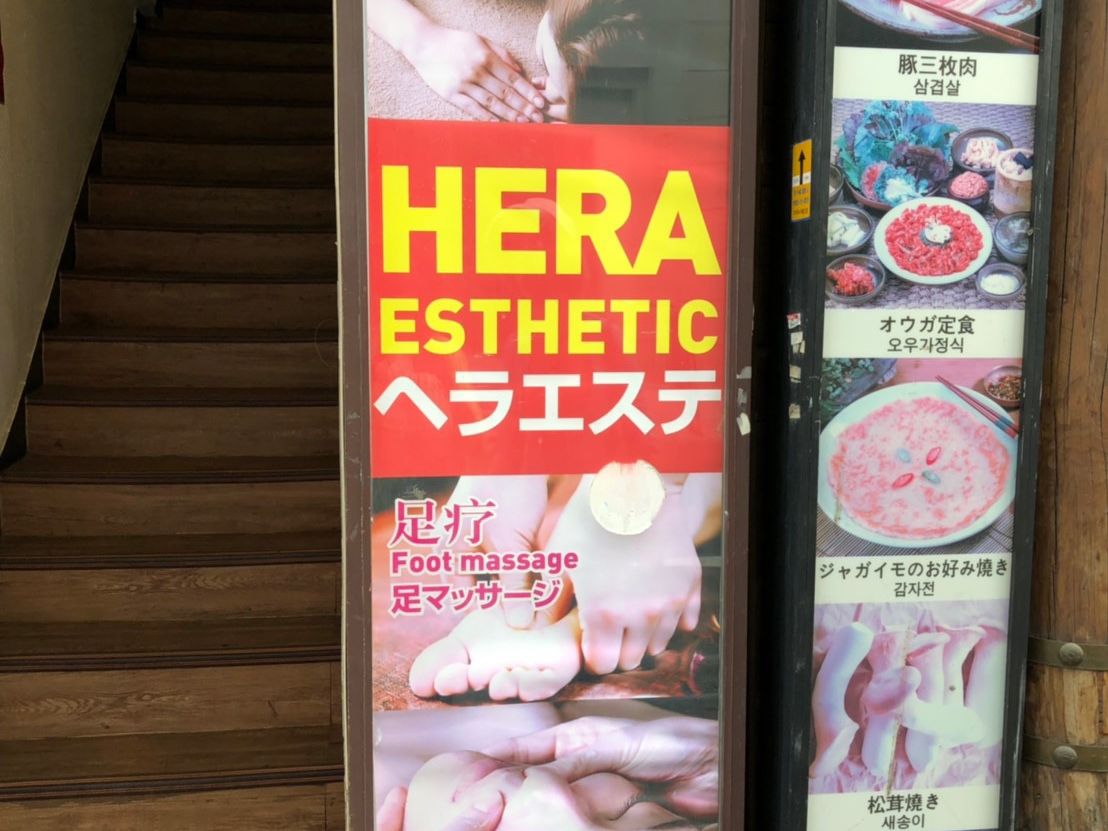 HERA
ESTHETIC
ヘラエステ
足疗
Foot massage
足マッサージ
豚三枚肉
삼겹살
オウガ定食
오우가정식
ジャガイモのお好み焼き
감자전
松茸焼き
새송이